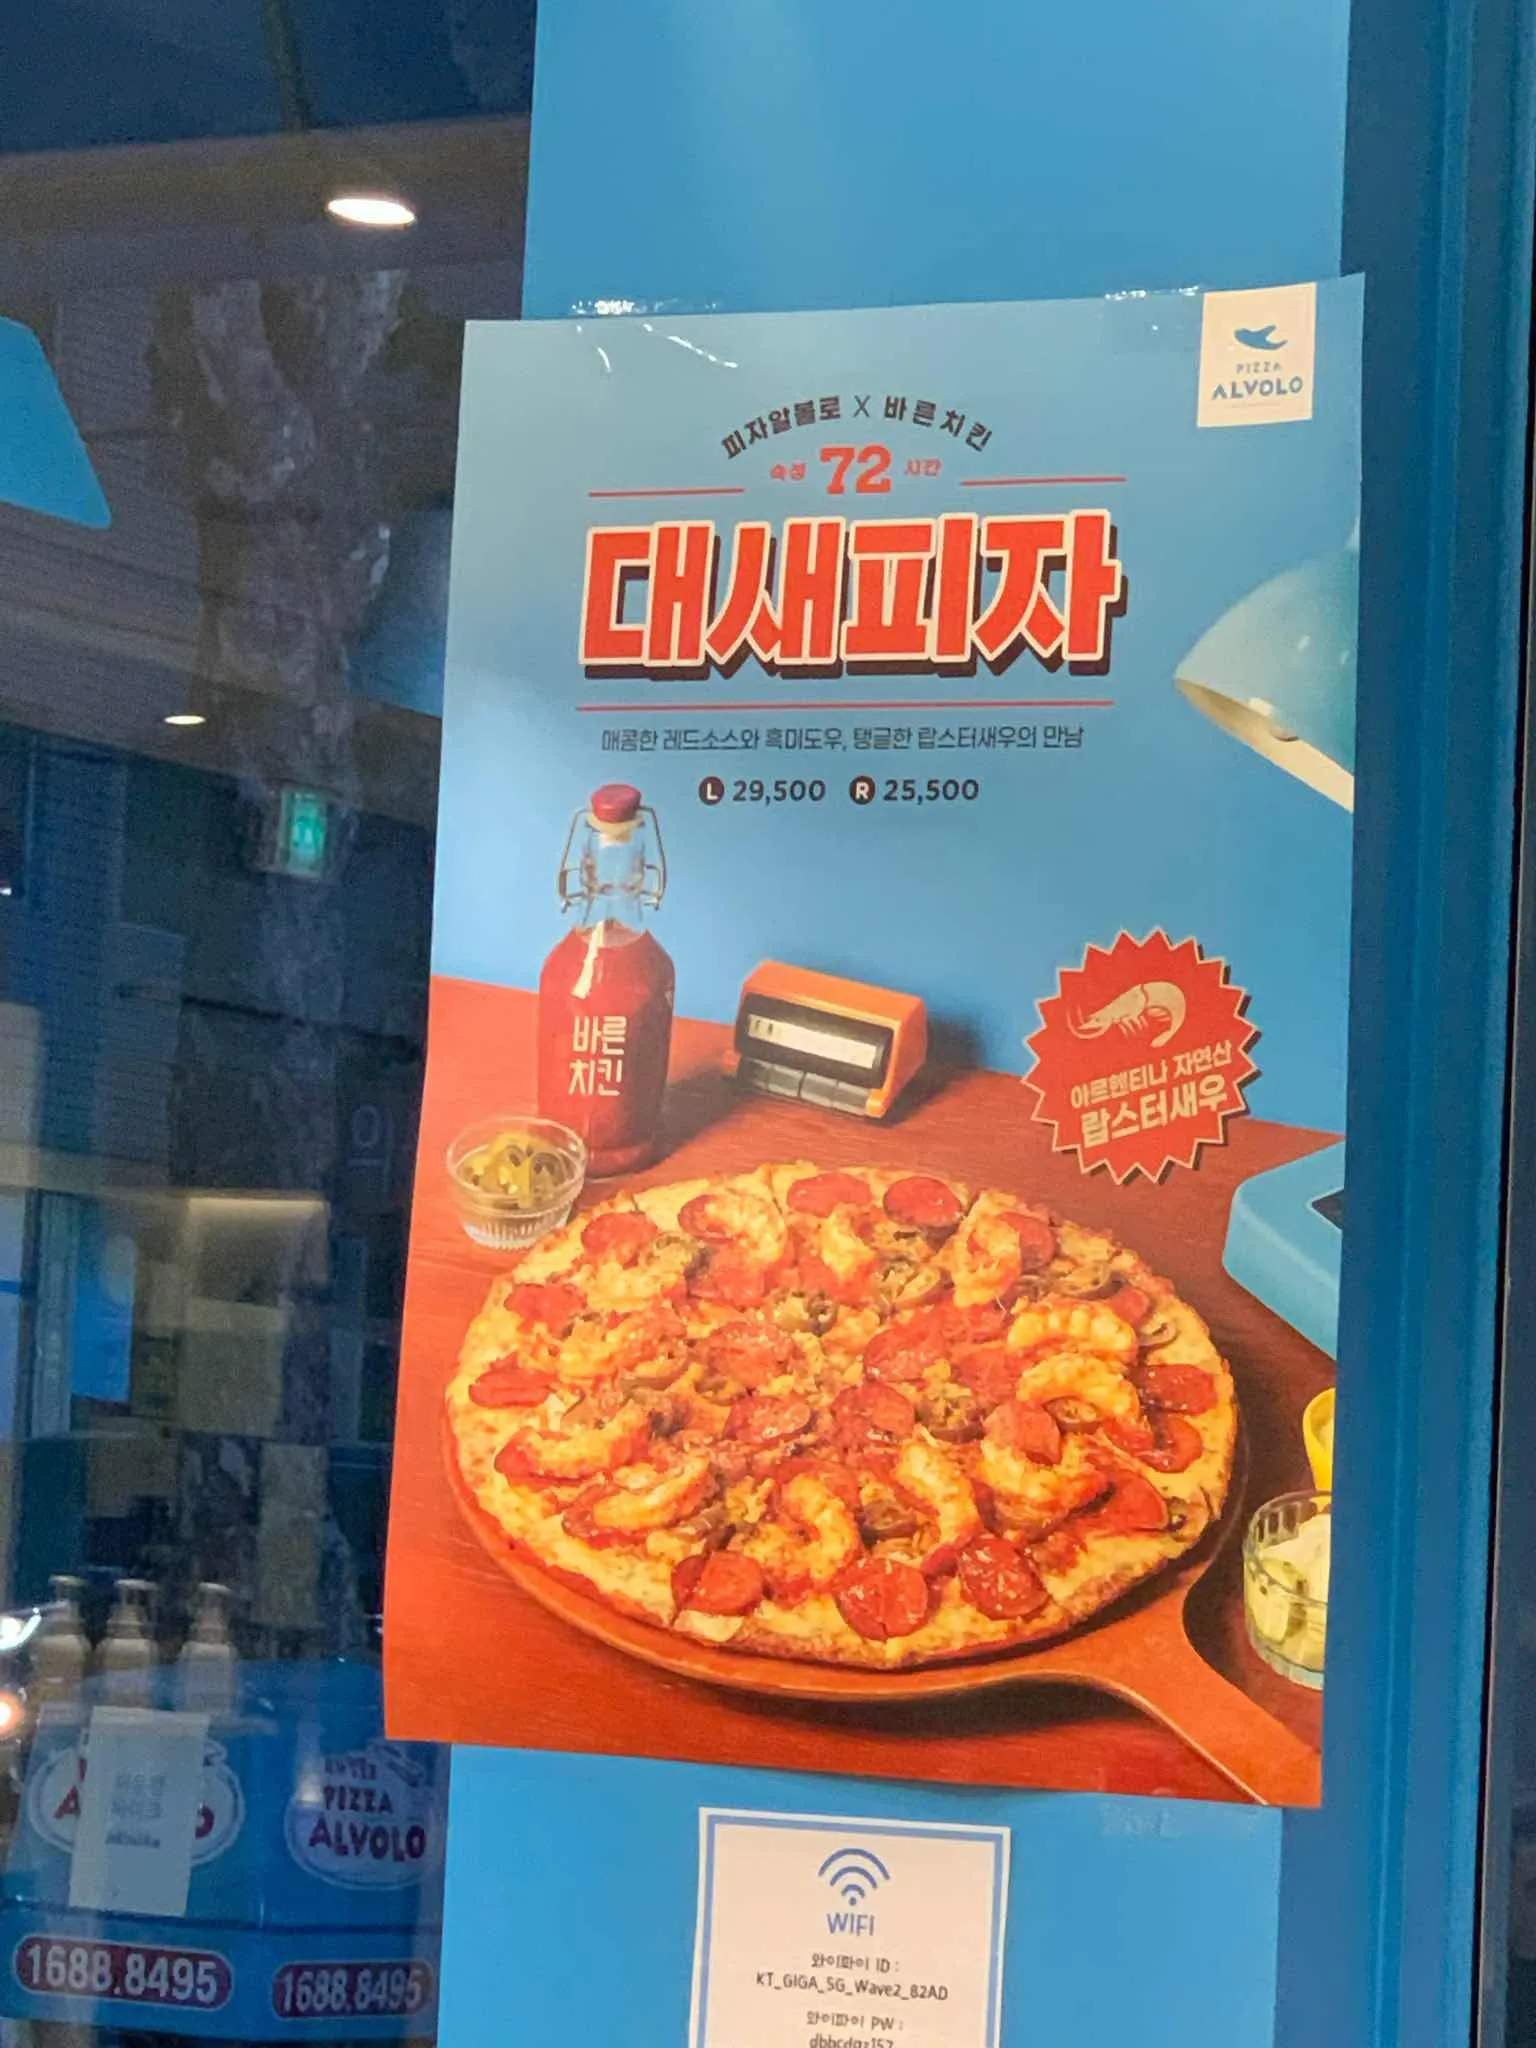 PIZZA
ALVOLO
피자알볼로 X 바른치킨
숙성 72 시간
대새피자
매콤한 레드소스와 흑미도우, 탱글한 랍스터새우의 만남
L 29,500 R 25,500
바른
치킨
아르헨티나 자연산
랍스터새우
PIZZA
ALVOLO
1688.8495
1688.8495
WIFI
와이파이 ID :
KT_GIGA_5G_Wave2_82AD
와이파이 PW :